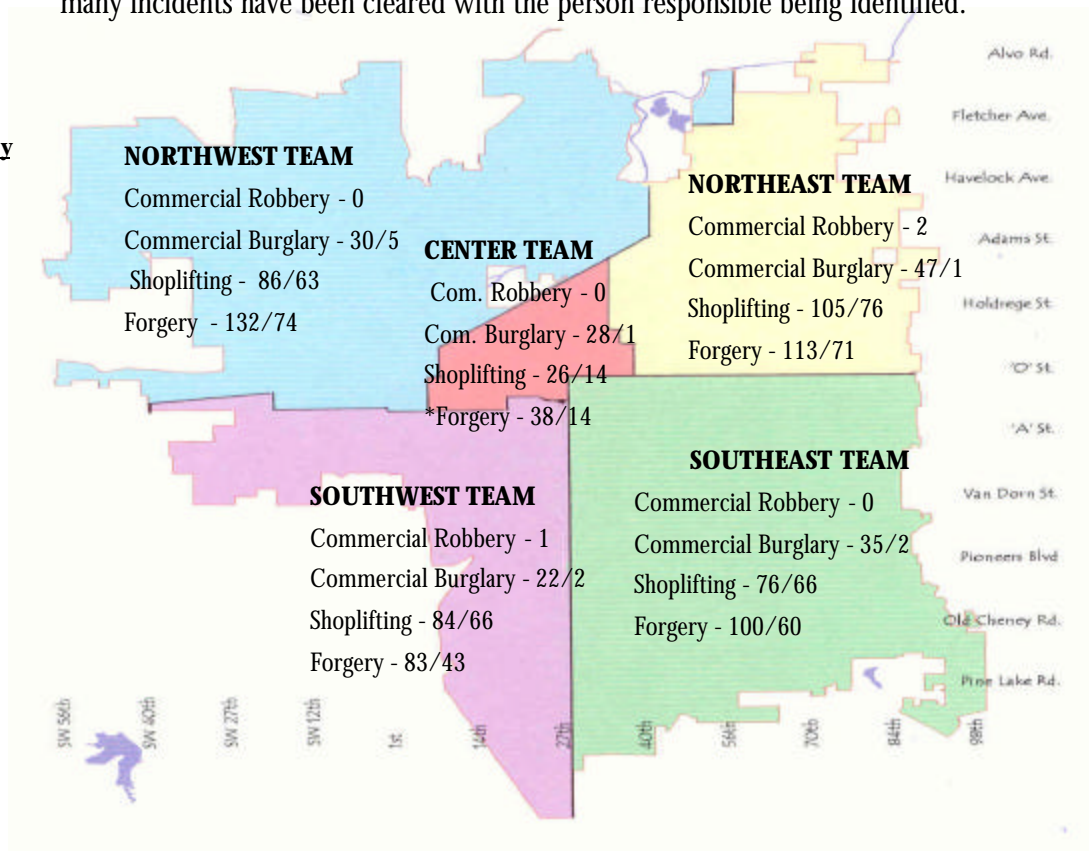 many incidents have been cleared with the person responsible being identified.
y
NORTHWEST TEAM
Commercial Robbery - 0
Commercial Burglary - 30/5
Shoplifting - 86/63
Forgery - 132/74
CENTER TEAM
Com. Robbery - 0
Com. Burglary - 28/1
Shoplifting - 26/14
*Forgery - 38/14
NORTHEAST TEAM
Commercial Robbery - 2
Commercial Burglary - 47/1
Shoplifting - 105/76
Forgery - 113/71
SOUTHWEST TEAM
Commercial Robbery - 1
Commercial Burglary - 22/2
Shoplifting - 84/66
Forgery - 83/43
SOUTHEAST TEAM
Commercial Robbery - 0
Commercial Burglary - 35/2
Shoplifting - 76/66
Forgery - 100/60
Alvo Rd.
Fletcher Ave.
Havelock Ave.
Adams St.
Holdrege St.
'O' St.
'A' St.
Van Dorn St.
Pioneers Blvd
Old Cheney Rd.
Pine Lake Rd.
SW 56th
SW 40th
SW 27th
SW 12th
1st
14th
27th
40th
56th
70th
84th
98th